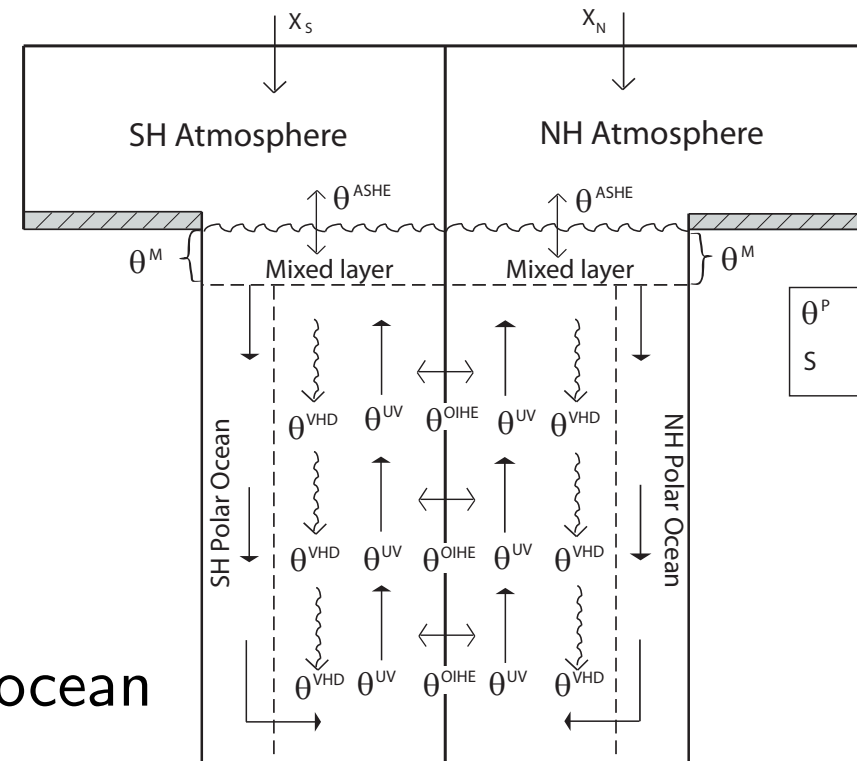 X_S X_N
SH Atmosphere NH Atmosphere
θ^ASHE θ^ASHE
θ^M Mixed layer Mixed layer θ^M
θ^P
S
SH Polar Ocean
NH Polar Ocean
θ^VHD θ^UV θ^OIHE θ^UV θ^VHD
θ^VHD θ^UV θ^OIHE θ^UV θ^VHD
θ^VHD θ^UV θ^OIHE θ^UV θ^VHD
ocean